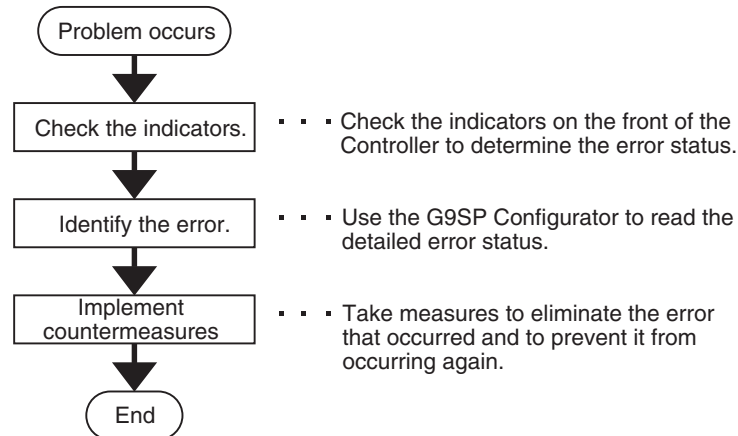 Problem occurs
Check the indicators.
Check the indicators on the front of the
Controller to determine the error status.
Identify the error.
Use the G9SP Configurator to read the
detailed error status.
Implement
countermeasures
Take measures to eliminate the error
that occurred and to prevent it from
occurring again.
End